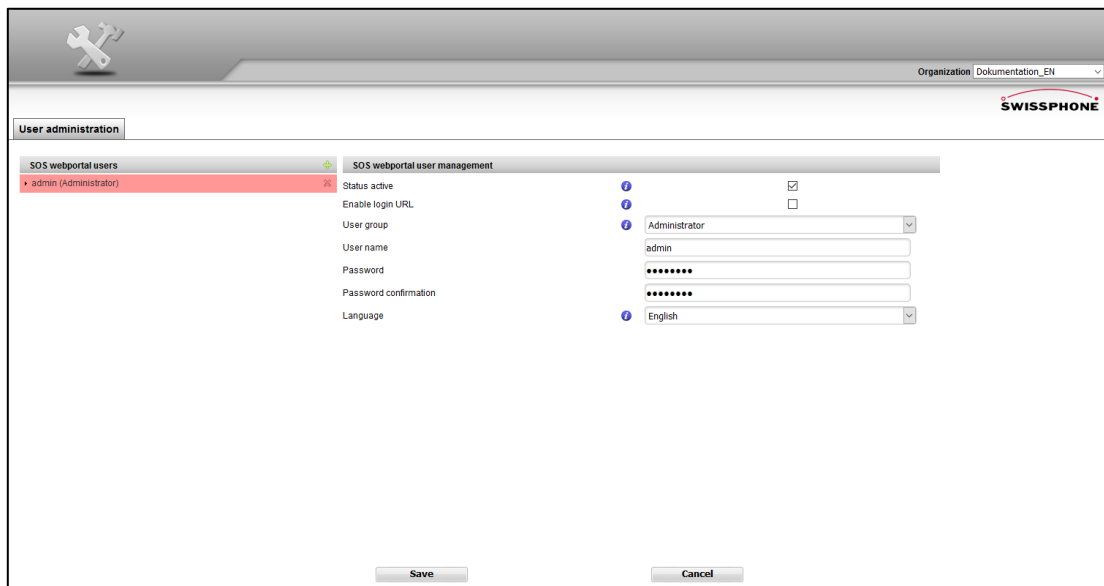 Organization Dokumentation_EN
SWISSPHONE
User administration
SOS webportal users
SOS webportal user management
admin (Administrator)
Status active
Enable login URL
User group Administrator
User name admin
Password ●●●●●●●●
Password confirmation ●●●●●●●●
Language English
Save Cancel